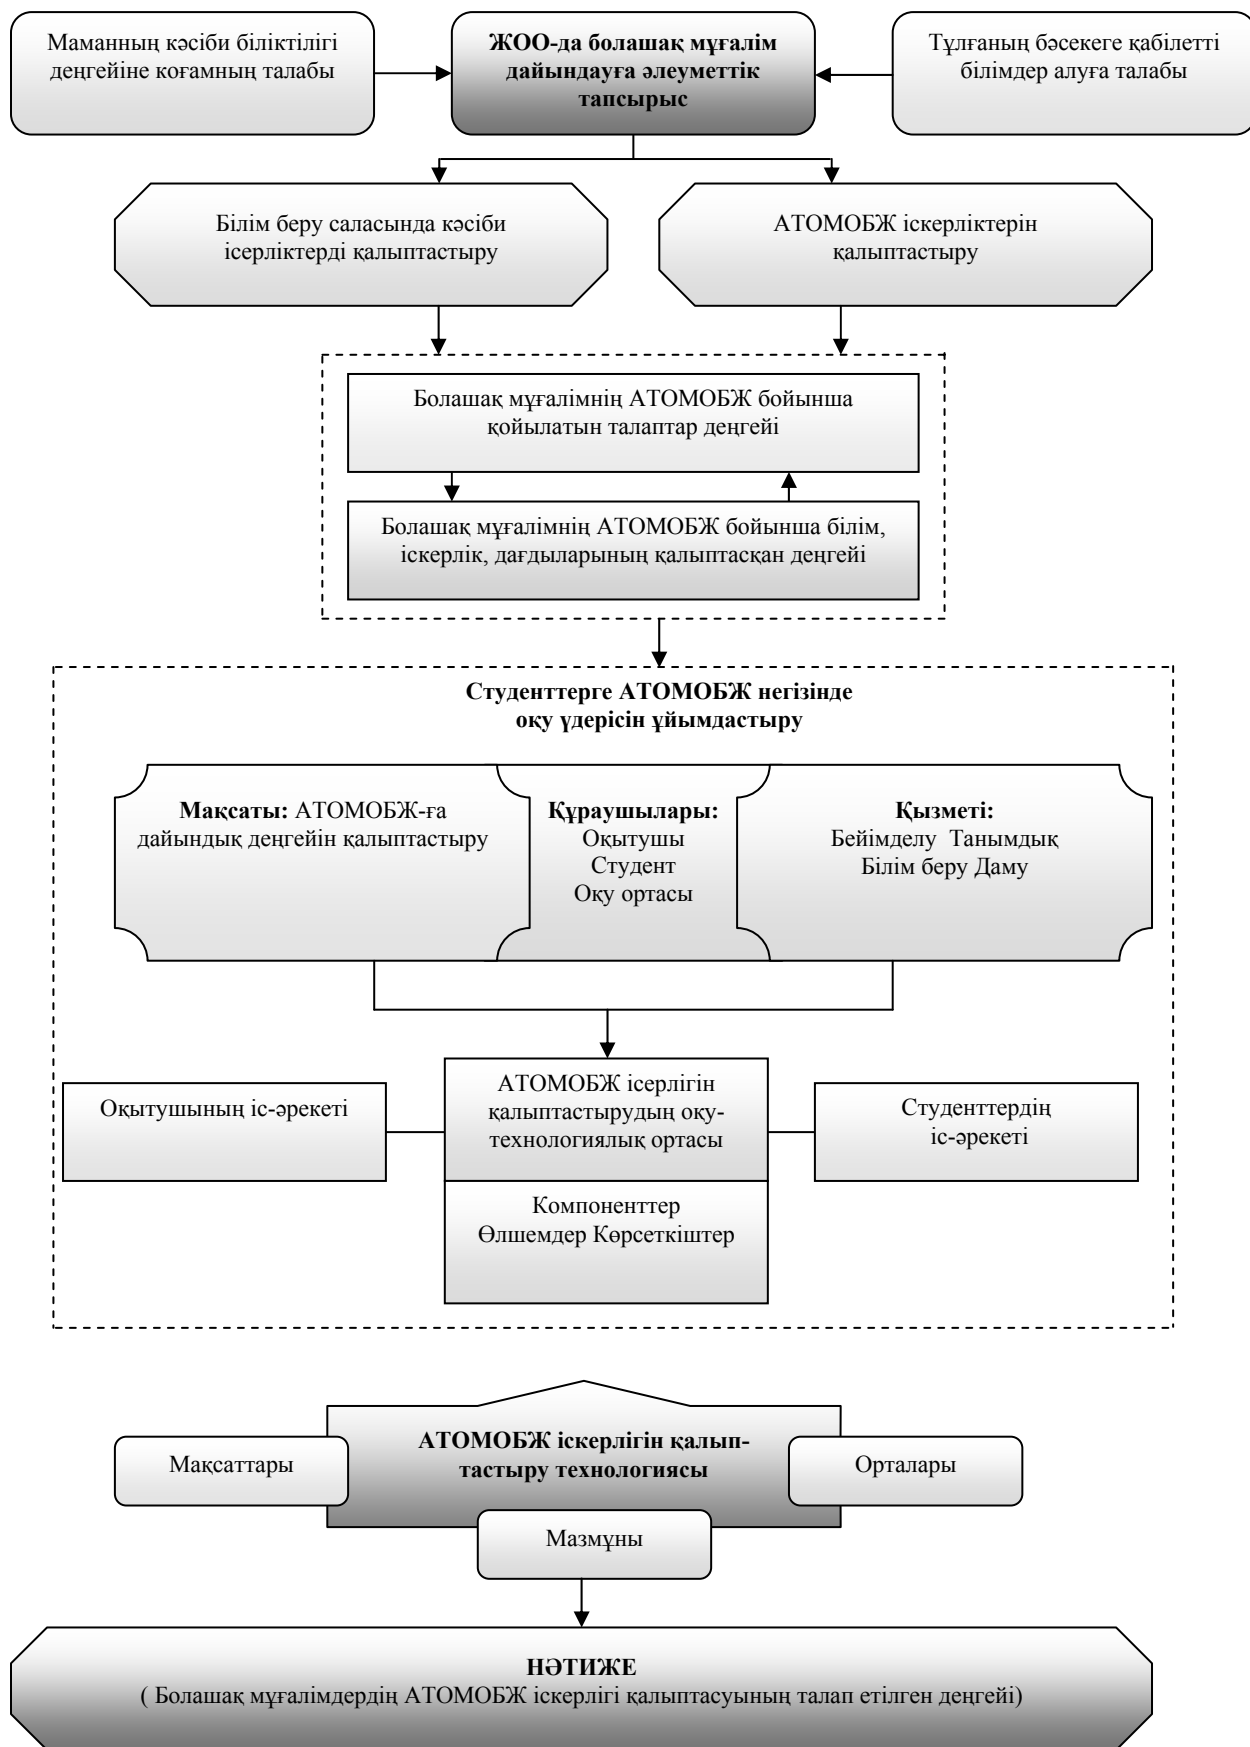 Маманның кәсіби біліктілігі
деңгейіне коғамның талабы
ЖОО-да болашақ мұғалім
дайындауға әлеуметтік
тапсырыс
Тұлғаның бәсекеге қабілетті
білімдер алуға талабы
Білім беру саласында кәсіби
ісерліктерді қалыптастыру
АТОМОБЖ іскерліктерін
қалыптастыру
Болашақ мұғалімнің АТОМОБЖ бойынша
қойылатын талаптар деңгейі
Болашақ мұғалімнің АТОМОБЖ бойынша білім,
іскерлік, дағдыларының қалыптасқан деңгейі
Студенттерге АТОМОБЖ негізінде
оқу үдерісін ұйымдастыру
Мақсаты: АТОМОБЖ-ға
дайындық деңгейін қалыптастыру
Құраушылары:
Оқытушы
Студент
Оқу ортасы
Қызметі:
Бейімделу Танымдық
Білім беру Даму
Оқытушының іс-әрекеті
АТОМОБЖ ісерлігін
қалыптастырудың оқу-
технологиялық ортасы
Студенттердің
іс-әрекеті
Компоненттер
Өлшемдер Көрсеткіштер
АТОМОБЖ іскерлігін қалып-
тастыру технологиясы
Мақсаттары
Орталары
Мазмұны
НӘТИЖЕ
( Болашақ мұғалімдердің АТОМОБЖ іскерлігі қалыптасуының талап етілген деңгейі)